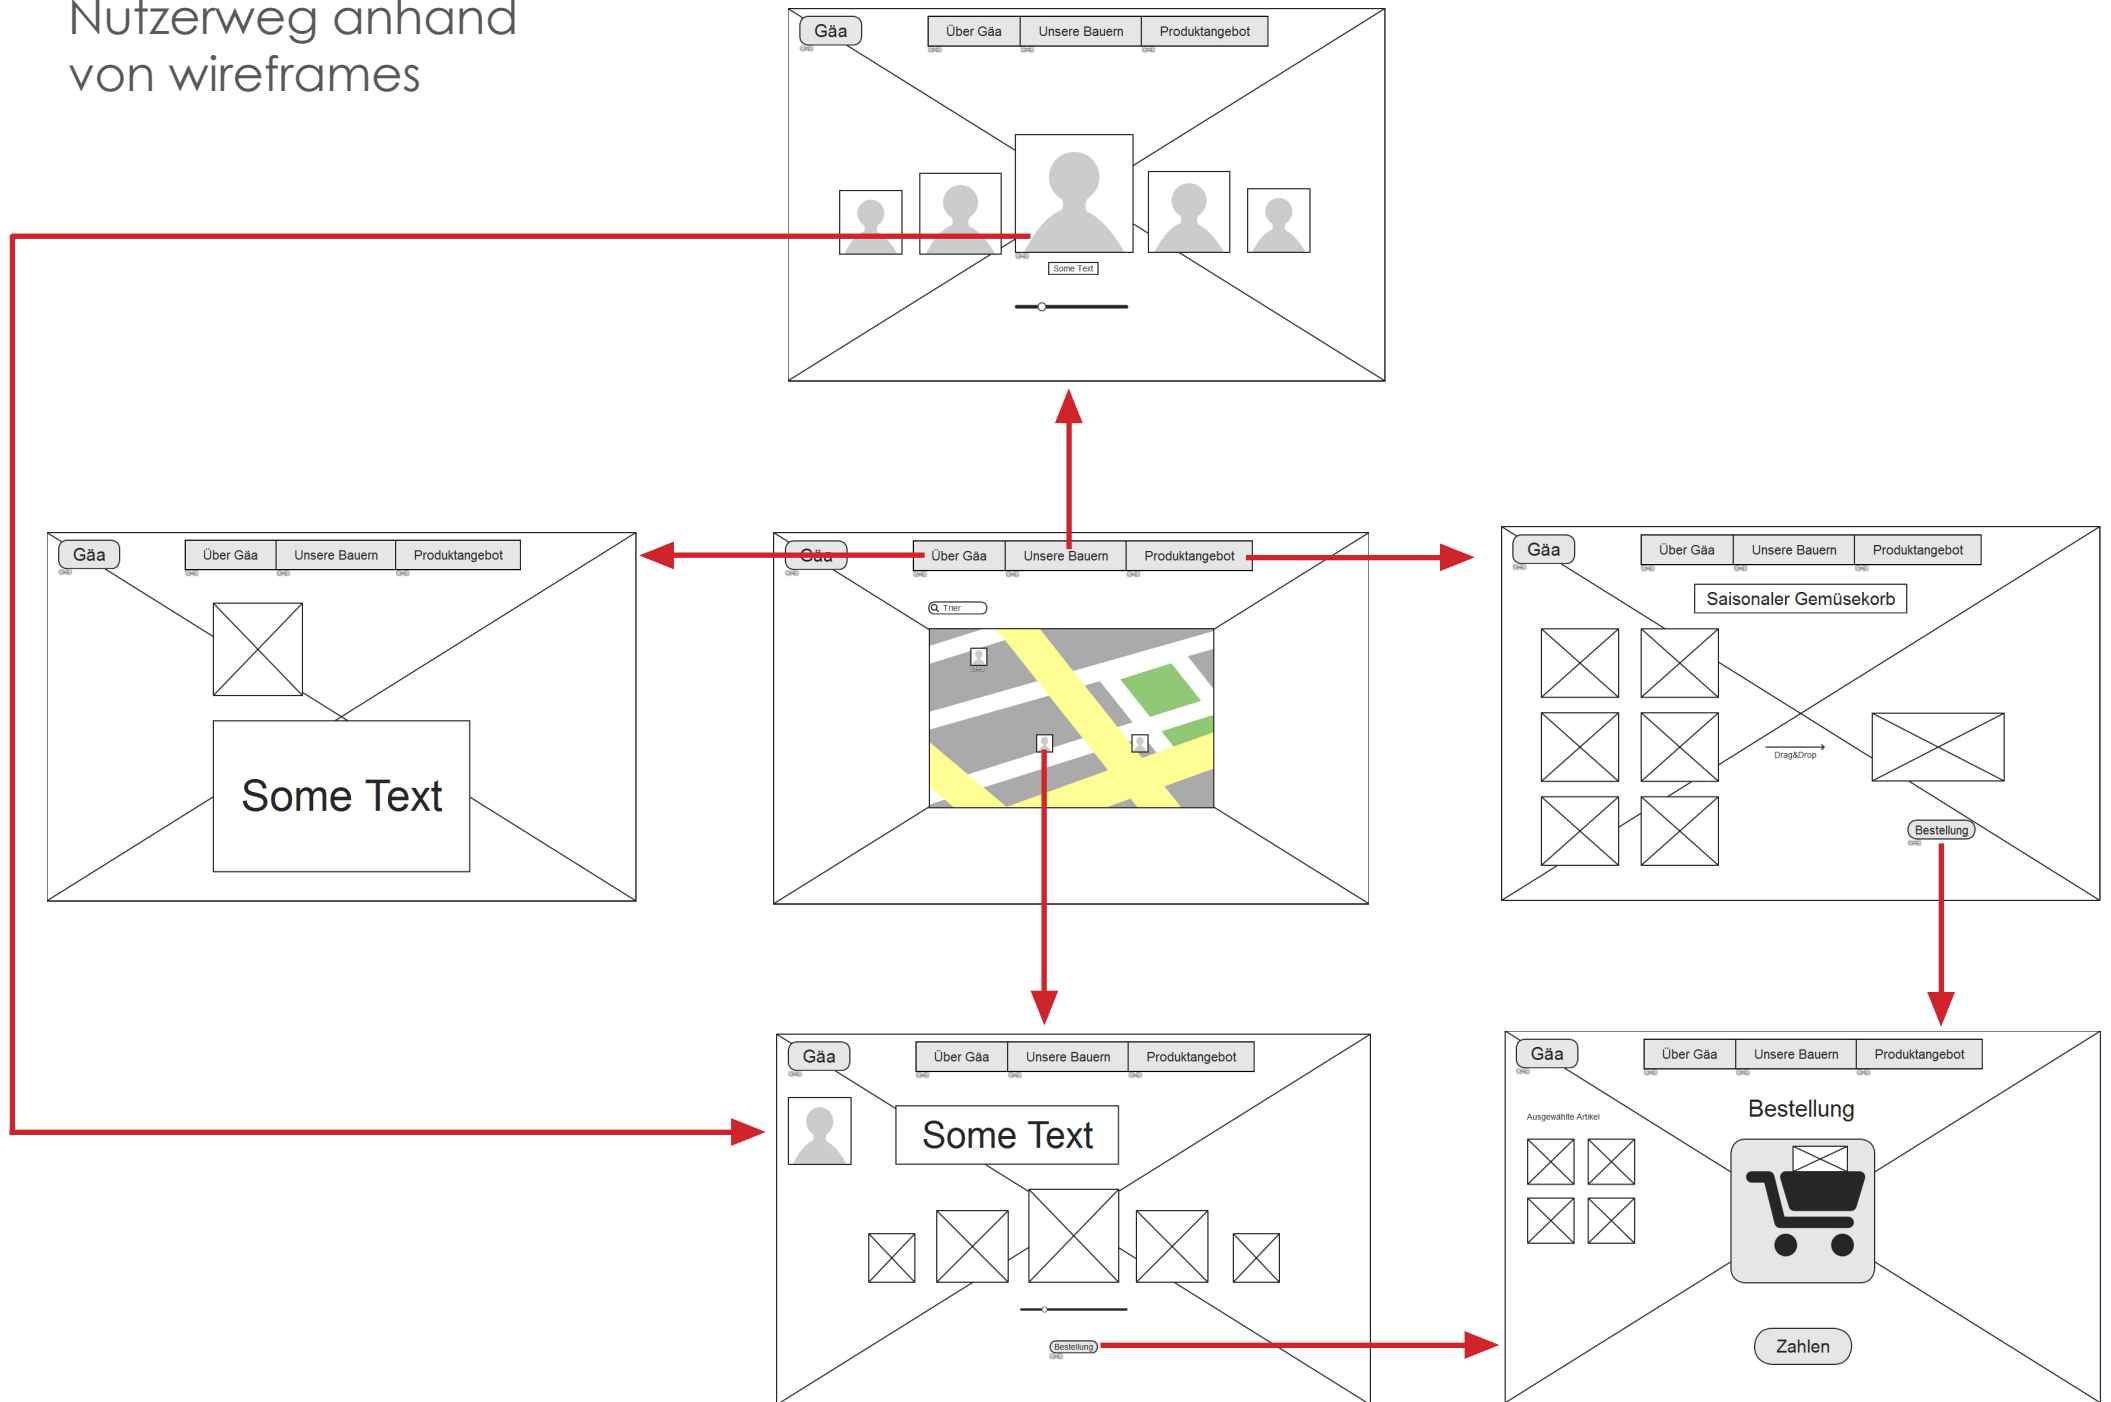 Nutzerweg anhand
von wireframes
Gäa
Über Gäa
Unsere Bauern
Produktangebot
Some Text
Gäa
Über Gäa
Unsere Bauern
Produktangebot
Some Text
Gäa
Über Gäa
Unsere Bauern
Produktangebot
Trier
Gäa
Über Gäa
Unsere Bauern
Produktangebot
Saisonaler Gemüsekorb
Drag&Drop
Bestellung
Gäa
Über Gäa
Unsere Bauern
Produktangebot
Some Text
Bestellung
Gäa
Über Gäa
Unsere Bauern
Produktangebot
Bestellung
Ausgewählte Artikel
Zahlen